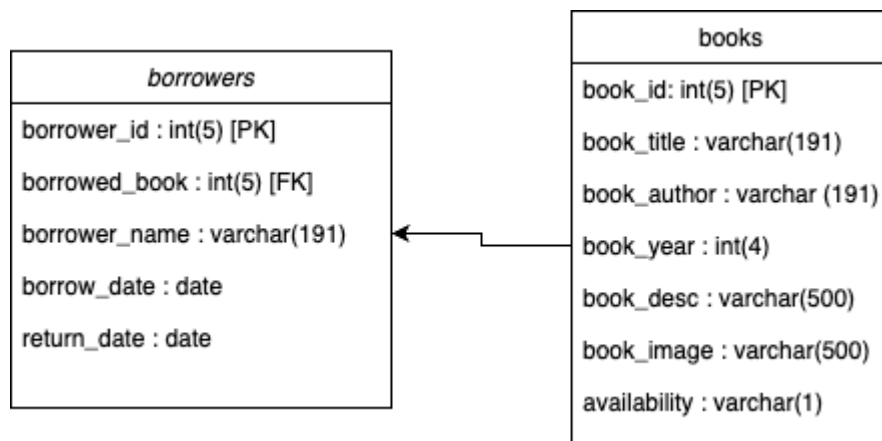 borrowers
borrower_id : int(5) [PK]
borrowed_book : int(5) [FK]
borrower_name : varchar(191)
borrow_date : date
return_date : date
books
book_id: int(5) [PK]
book_title : varchar(191)
book_author : varchar (191)
book_year : int(4)
book_desc : varchar(500)
book_image : varchar(500)
availability : varchar(1)